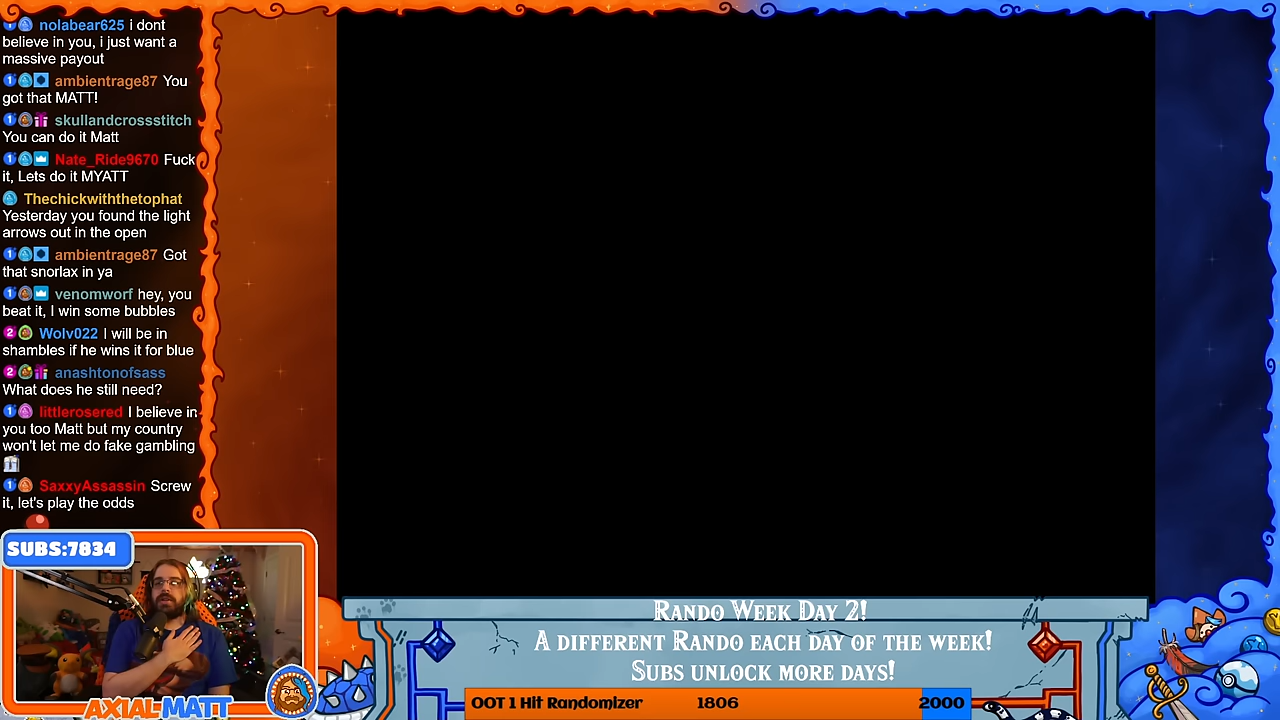 nolabear625 i dont
believe in you, i just want a
massive payout
ambientrage87 You
got that MATT!
skullandcrossstitch
You can do it Matt
Nate_Ride9670 Fuck
it, Lets do it MYATT
Thechickwiththetophat
Yesterday you found the light
arrows out in the open
ambientrage87 Got
that snorlax in ya
venomworf hey, you
beat it, I win some bubbles
Wolv022 I will be in
shambles if he wins it for blue
anashtonofsass
What does he still need?
littlerosered I believe in
you too Matt but my country
won't let me do fake gambling
SaxxyAssassin Screw
it, let's play the odds
SUBS:7834
AXIALMATT
Rando Week Day 2!
A different Rando each day of the week!
Subs unlock more days!
OOT 1 Hit Randomizer 1806 2000